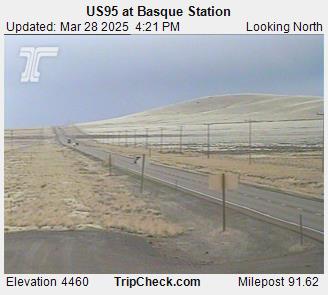 US95 at Basque Station
Updated: Mar 28 2025 4:21 PM Looking North
Elevation 4460 TripCheck.com Milepost 91.62